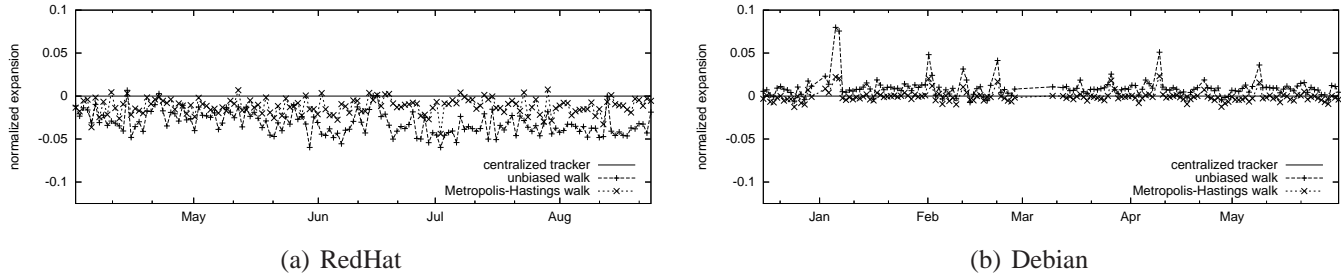 normalized expansion
0.1
0.05
0
-0.05
-0.1
centralized tracker
unbiased walk
Metropolis-Hastings walk
May Jun Jul Aug
(a) RedHat
normalized expansion
0.1
0.05
0
-0.05
-0.1
centralized tracker
unbiased walk
Metropolis-Hastings walk
Jan Feb Mar Apr May
(b) Debian